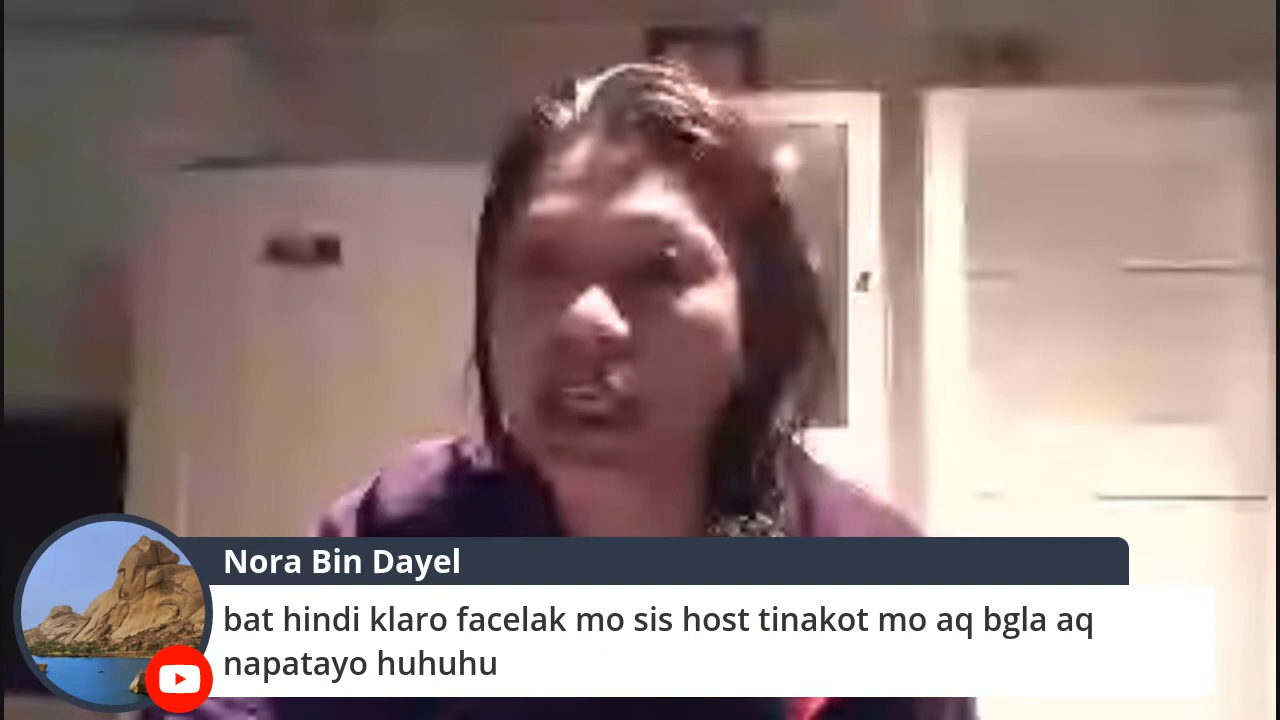 Nora Bin Dayel
bat hindi klaro facelak mo sis host tinakot mo aq bgla aq
napatayo huhuhu